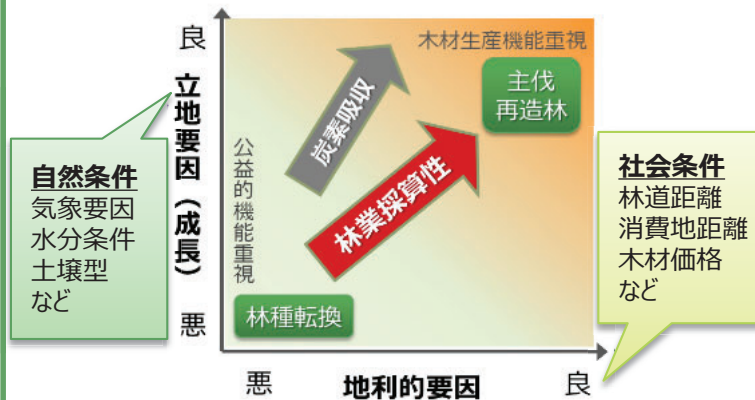 良
立地要因（成長）
悪
自然条件
気象要因
水分条件
土壌型
など
公益的機能重視
木材生産機能重視
炭素吸収
林業採算性
主伐
再造林
林種転換
社会条件
林道距離
消費地距離
木材価格
など
悪
地利的要因
良